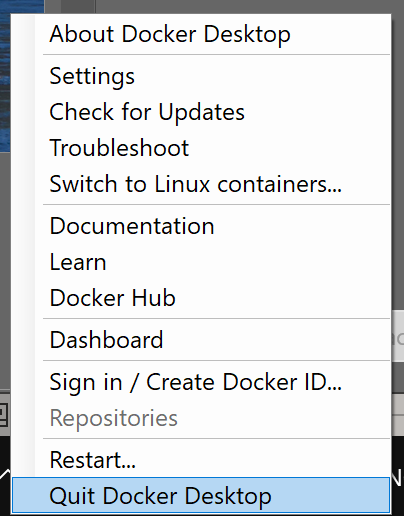 About Docker Desktop
Settings
Check for Updates
Troubleshoot
Switch to Linux containers...
Documentation
Learn
Docker Hub
Dashboard
Sign in / Create Docker ID...
Repositories
Restart...
Quit Docker Desktop